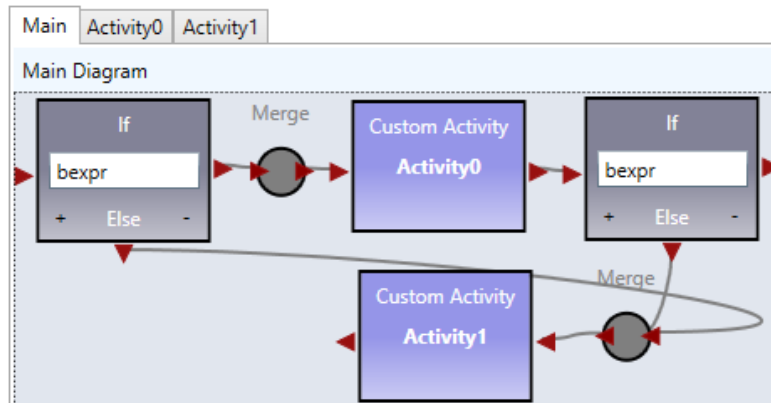 Main Activity0 Activity1
Main Diagram
If
bexpr
+ Else -
Merge
Custom Activity
Activity0
If
bexpr
+ Else -
Custom Activity
Activity1
Merge